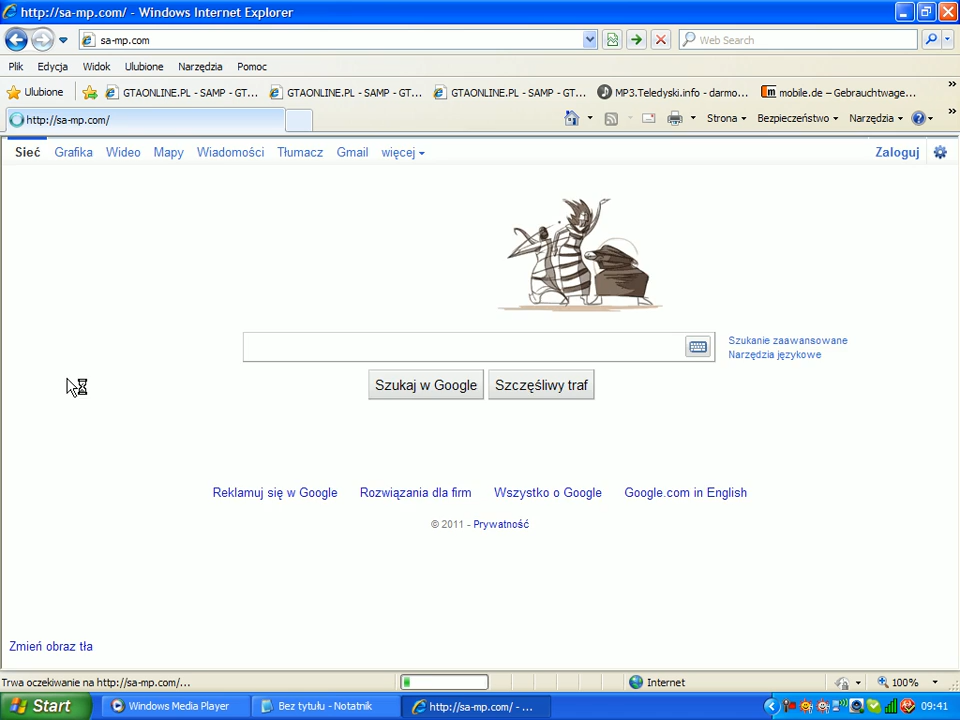 http://sa-mp.com/ - Windows Internet Explorer
sa-mp.com
Web Search
Plik Edycja Widok Ulubione Narzędzia Pomoc
Ulubione GTAONLINE.PL - SAMP - GT... GTAONLINE.PL - SAMP - GT... GTAONLINE.PL - SAMP - GT... MP3.Teledyski.info - darmo... mobile.de – Gebrauchtwage...
http://sa-mp.com/
Strona Bezpieczeństwo Narzędzia
Sieć Grafika Wideo Mapy Wiadomości Tłumacz Gmail więcej Zaloguj
Szukanie zaawansowane
Narzędzia językowe
Szukaj w Google Szczęśliwy traf
Reklamuj się w Google Rozwiązania dla firm Wszystko o Google Google.com in English
© 2011 - Prywatność
Zmień obraz tła
Trwa oczekiwanie na http://sa-mp.com/... Internet 100%
Start Windows Media Player Bez tytułu - Notatnik http://sa-mp.com/ - ... 09:41